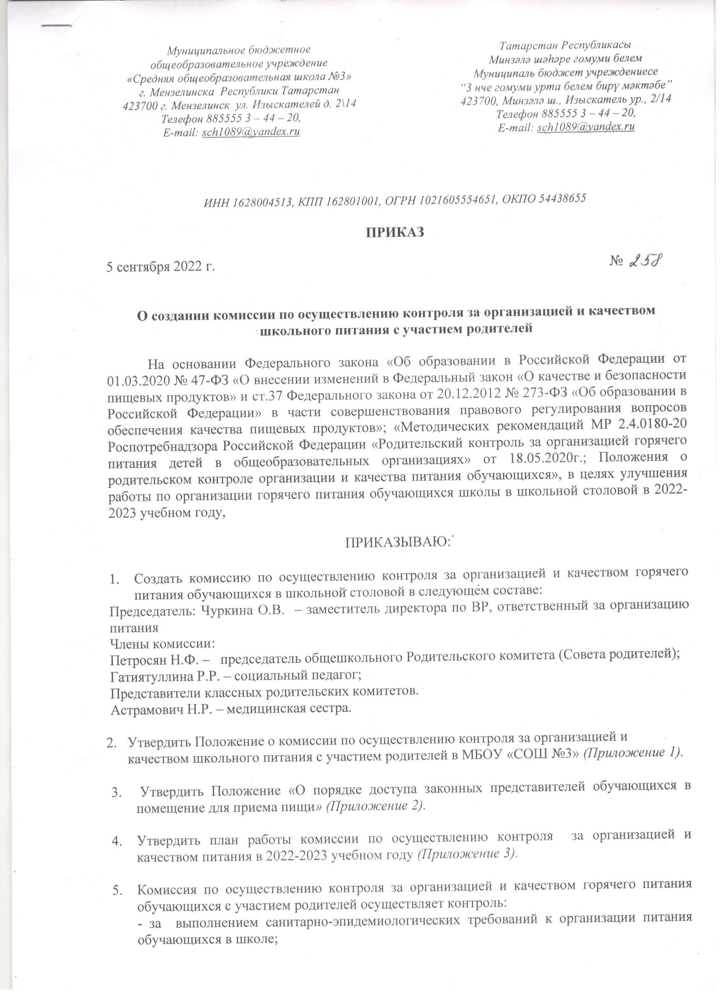 Муниципальное бюджетное
общеобразовательное учреждение
«Средняя общеобразовательная школа №3»
г. Мензелинска Республики Татарстан
423700 г. Мензелинск ул. Изыскателей д. 2\14
Телефон 885555 3 – 44 – 20,
E-mail: sch1089@yandex.ru
Татарстан Республикасы
Минзәлә шәһәре гомуми белем
Муниципаль бюджет учреждениесе
“3 нче гомуми урта белем бирү мәктәбе”
423700, Минзәлә ш., Изыскатель ур., 2/14
Телефон 885555 3 – 44 – 20,
E-mail: sch1089@yandex.ru
ИНН 1628004513, КПП 162801001, ОГРН 1021605554651, ОКПО 54438655
ПРИКАЗ
5 сентября 2022 г. № 258
О создании комиссии по осуществлению контроля за организацией и качеством
школьного питания с участием родителей
На основании Федерального закона «Об образовании в Российской Федерации от
01.03.2020 № 47-ФЗ «О внесении изменений в Федеральный закон «О качестве и безопасности
пищевых продуктов» и ст.37 Федерального закона от 20.12.2012 № 273-ФЗ «Об образовании в
Российской Федерации» в части совершенствования правового регулирования вопросов
обеспечения качества пищевых продуктов»; «Методических рекомендаций МР 2.4.0180-20
Роспотребнадзора Российской Федерации «Родительский контроль за организацией горячего
питания детей в общеобразовательных организациях» от 18.05.2020г.; Положения о
родительском контроле организации и качества питания обучающихся», в целях улучшения
работы по организации горячего питания обучающихся школы в школьной столовой в 2022-
2023 учебном году,
ПРИКАЗЫВАЮ:
1. Создать комиссию по осуществлению контроля за организацией и качеством горячего
питания обучающихся в школьной столовой в следующем составе:
Председатель: Чуркина О.В. – заместитель директора по ВР, ответственный за организацию
питания
Члены комиссии:
Петросян Н.Ф. – председатель общешкольного Родительского комитета (Совета родителей);
Гатиятуллина Р.Р. – социальный педагог;
Представители классных родительских комитетов.
Астрамович Н.Р. – медицинская сестра.
2. Утвердить Положение о комиссии по осуществлению контроля за организацией и
качеством школьного питания с участием родителей в МБОУ «СОШ №3» (Приложение 1).
3. Утвердить Положение «О порядке доступа законных представителей обучающихся в
помещение для приема пищи» (Приложение 2).
4. Утвердить план работы комиссии по осуществлению контроля за организацией и
качеством питания в 2022-2023 учебном году (Приложение 3).
5. Комиссия по осуществлению контроля за организацией и качеством горячего питания
обучающихся с участием родителей осуществляет контроль:
- за выполнением санитарно-эпидемиологических требований к организации питания
обучающихся в школе;